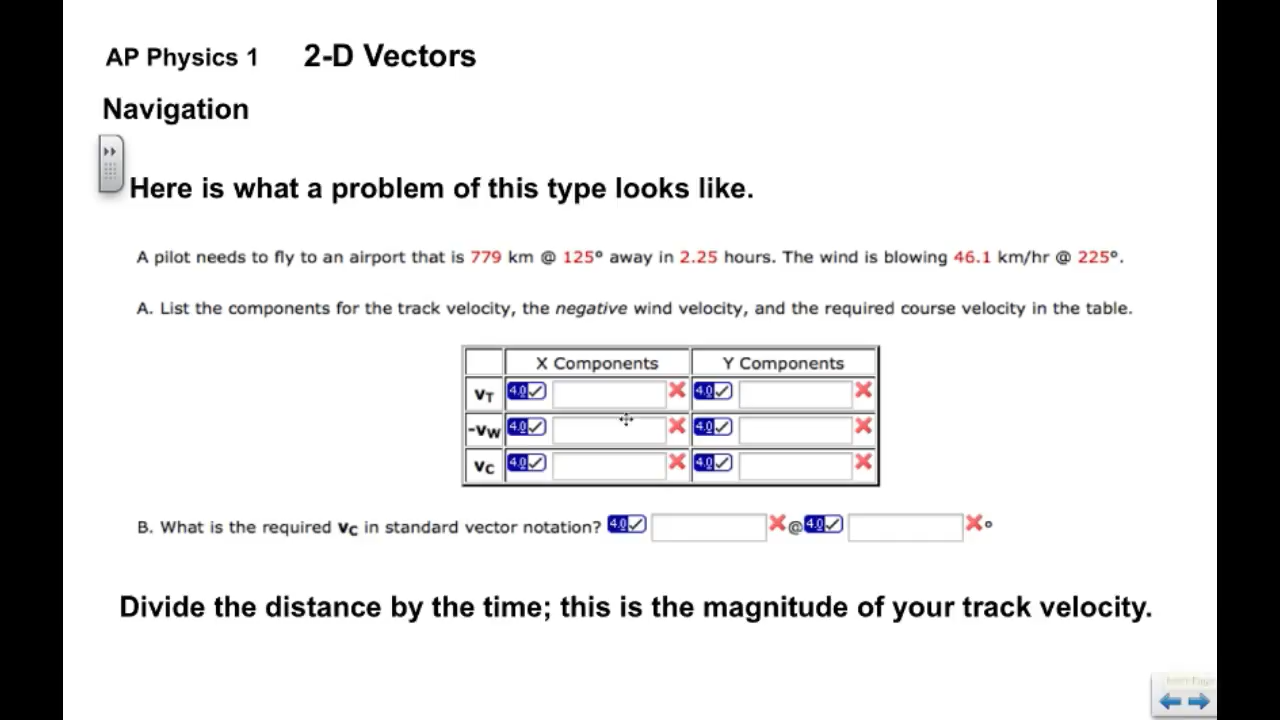 AP Physics 1 2-D Vectors
Navigation
Here is what a problem of this type looks like.
A pilot needs to fly to an airport that is 779 km @ 125° away in 2.25 hours. The wind is blowing 46.1 km/hr @ 225°.
A. List the components for the track velocity, the negative wind velocity, and the required course velocity in the table.
X Components Y Components
vT 4.0 4.0
-vW 4.0 4.0
vC 4.0 4.0
B. What is the required vC in standard vector notation? 4.0 @ 4.0 °
Divide the distance by the time; this is the magnitude of your track velocity.